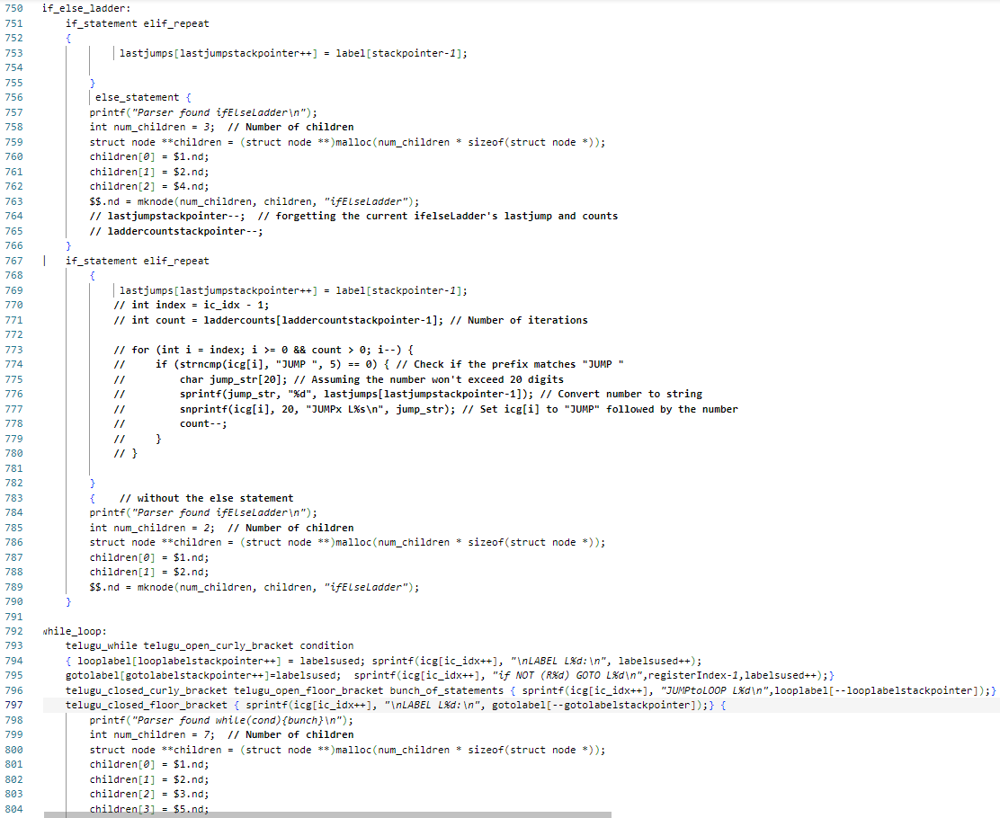 750 if_else_ladder:
751     if_statement elif_repeat
752     {
753             lastjumps[lastjumpstackpointer++] = label[stackpointer-1];
754
755         }
756         else_statement {
757         printf("Parser found ifElseLadder\n");
758         int num_children = 3;  // Number of children
759         struct node **children = (struct node **)malloc(num_children * sizeof(struct node *));
760         children[0] = $1.nd;
761         children[1] = $2.nd;
762         children[2] = $4.nd;
763         $$.nd = mknode(num_children, children, "ifElseLadder");
764         // lastjumpstackpointer--;  // forgetting the current ifelseLadder's lastjump and counts
765         // laddercountstackpointer--;
766     }
767 |   if_statement elif_repeat
768         {
769             lastjumps[lastjumpstackpointer++] = label[stackpointer-1];
770             // int index = ic_idx - 1;
771             // int count = laddercounts[laddercountstackpointer-1]; // Number of iterations
772
773             // for (int i = index; i >= 0 && count > 0; i--) {
774             //     if (strncmp(icg[i], "JUMP ", 5) == 0) { // Check if the prefix matches "JUMP "
775             //         char jump_str[20]; // Assuming the number won't exceed 20 digits
776             //         sprintf(jump_str, "%d", lastjumps[lastjumpstackpointer-1]); // Convert number to string
777             //         snprintf(icg[i], 20, "JUMPx L%s\n", jump_str); // Set icg[i] to "JUMP" followed by the number
778             //         count--;
779             //     }
780             // }
781
782         }
783         {    // without the else statement
784         printf("Parser found ifElseLadder\n");
785         int num_children = 2;  // Number of children
786         struct node **children = (struct node **)malloc(num_children * sizeof(struct node *));
787         children[0] = $1.nd;
788         children[1] = $2.nd;
789         $$.nd = mknode(num_children, children, "ifElseLadder");
790     }
791
792 while_loop:
793     telugu_while telugu_open_curly_bracket condition
794     { looplabel[looplabelstackpointer++] = labelsused; sprintf(icg[ic_idx++], "\nLABEL L%d:\n", labelsused++);
795     gotolabel[gotolabelstackpointer++]=labelsused;  sprintf(icg[ic_idx++], "if NOT (R%d) GOTO L%d\n",registerIndex-1,labelsused++);}
796     telugu_closed_curly_bracket telugu_open_floor_bracket bunch_of_statements { sprintf(icg[ic_idx++], "JUMPtoLOOP L%d\n",looplabel[--looplabelstackpointer]);}
797     telugu_closed_floor_bracket { sprintf(icg[ic_idx++], "\nLABEL L%d:\n", gotolabel[--gotolabelstackpointer]);} {
798         printf("Parser found while(cond){bunch}\n");
799         int num_children = 7;  // Number of children
800         struct node **children = (struct node **)malloc(num_children * sizeof(struct node *));
801         children[0] = $1.nd;
802         children[1] = $2.nd;
803         children[2] = $3.nd;
804         children[3] = $5.nd;